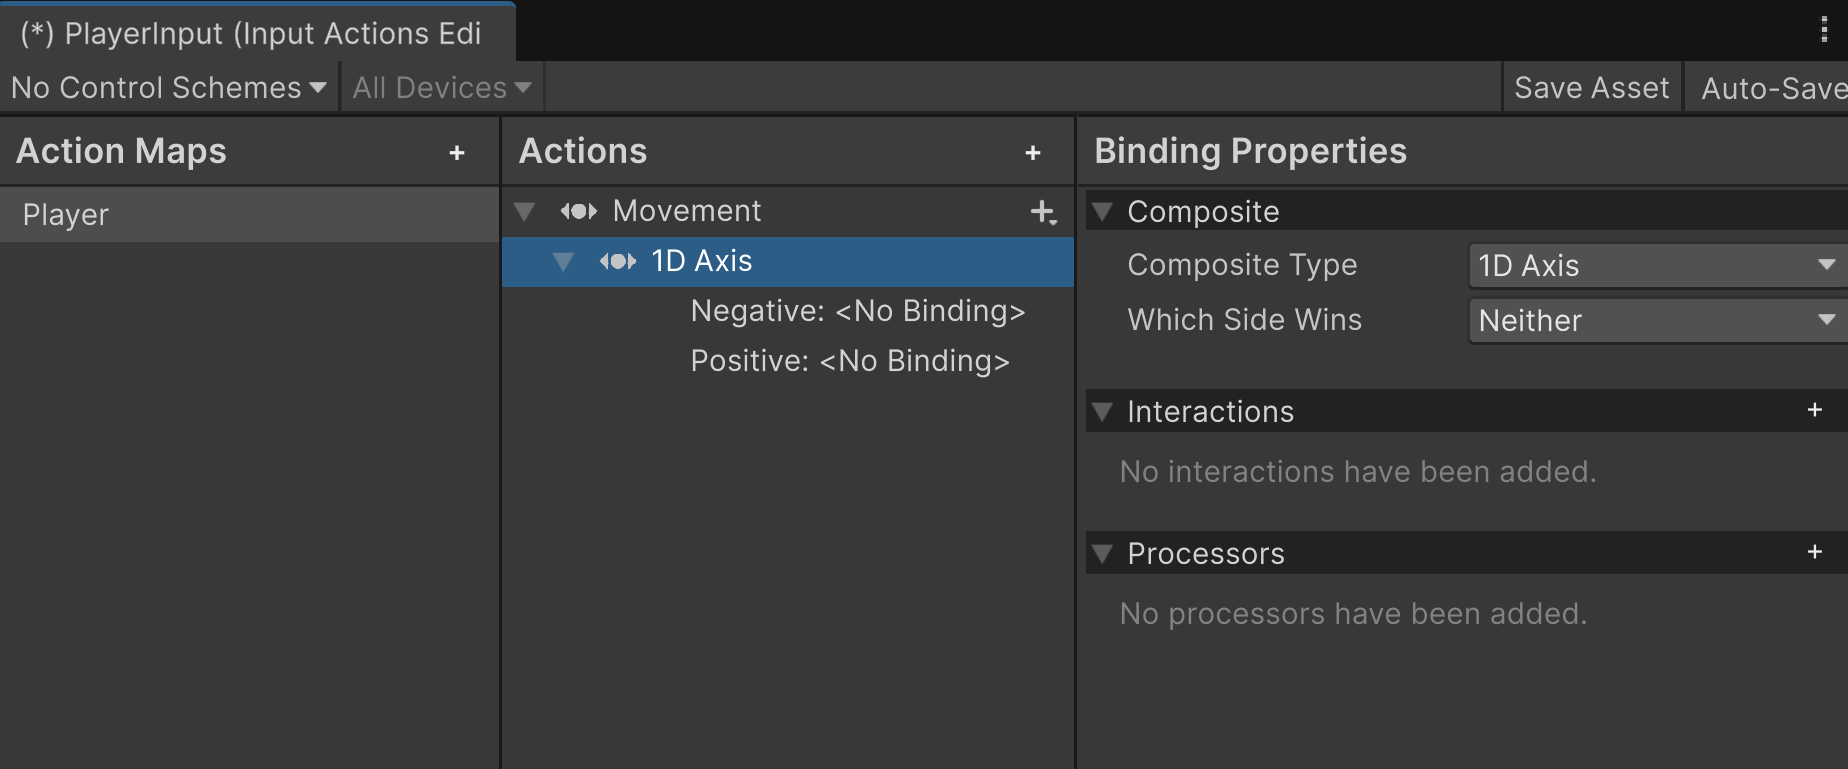 (*) PlayerInput (Input Actions Edi
No Control Schemes
All Devices
Save Asset
Auto-Save
Action Maps
+
Player
Actions
+
Movement
+
1D Axis
Negative: <No Binding>
Positive: <No Binding>
Binding Properties
Composite
Composite Type
1D Axis
Which Side Wins
Neither
Interactions
+
No interactions have been added.
Processors
+
No processors have been added.